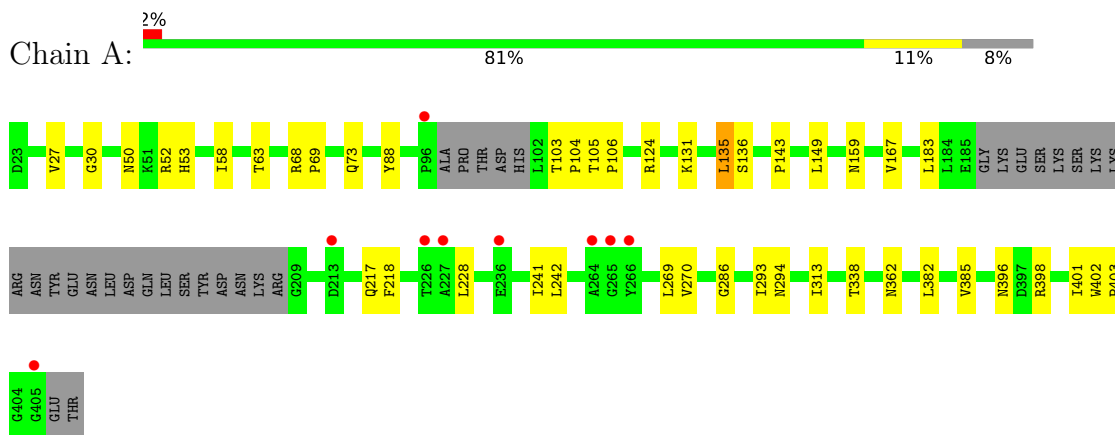 2%
Chain A:
81% 11% 8%
D23 V27 G30 N50 K51 R52 H53 I58 T63 R68 P69 Q73 Y88 P96 ALA PRO THR ASP HIS L102 T103 P104 T105 P106 R124 K131 L135 S136 P143 L149 N159 V167 L183 L184 E185 GLY LYS GLU SER LYS SER LYS LYS
ARG ASN TYR GLU ASN LEU ASP GLN LEU SER TYR ASP ASN LYS ARG G209 D213 Q217 F218 T226 A227 L228 E236 I241 L242 A264 G265 Y266 L269 V270 G286 I293 N294 I313 T338 N362 L382 V385 N396 D397 R398 I401 W402 P403
G404 G405 GLU THR